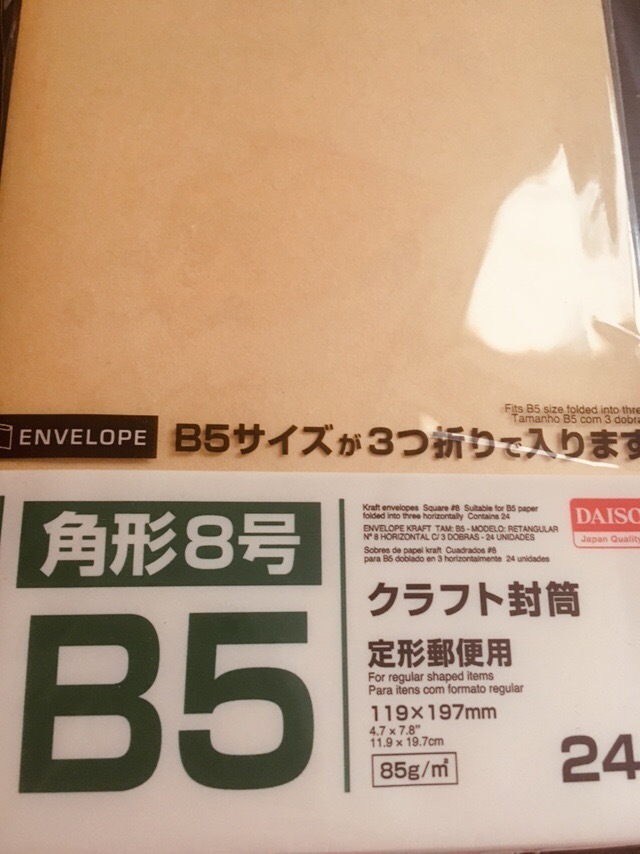 Fits B5 size folded into three
Tamanho B5 com 3 dobra
ENVELOPE
B5サイズが3つ折りで入ります
角形8号
B5
Kraft envelopes Square #8 Suitable for B5 paper
folded into three horizontally Contains 24
ENVELOPE KRAFT TAM: B5 - MODELO: RETANGULAR
Nº 8 HORIZONTAL C/ 3 DOBRAS - 24 UNIDADES
Sobres de papel kraft Cuadrados #8
para B5 doblado en 3 horizontalmente 24 unidades
DAISO
Japan Quality
クラフト封筒
定形郵便用
For regular shaped items
Para itens com formato regular
119×197mm
4.7 x 7.8"
11.9 x 19.7cm
85g/㎡
24